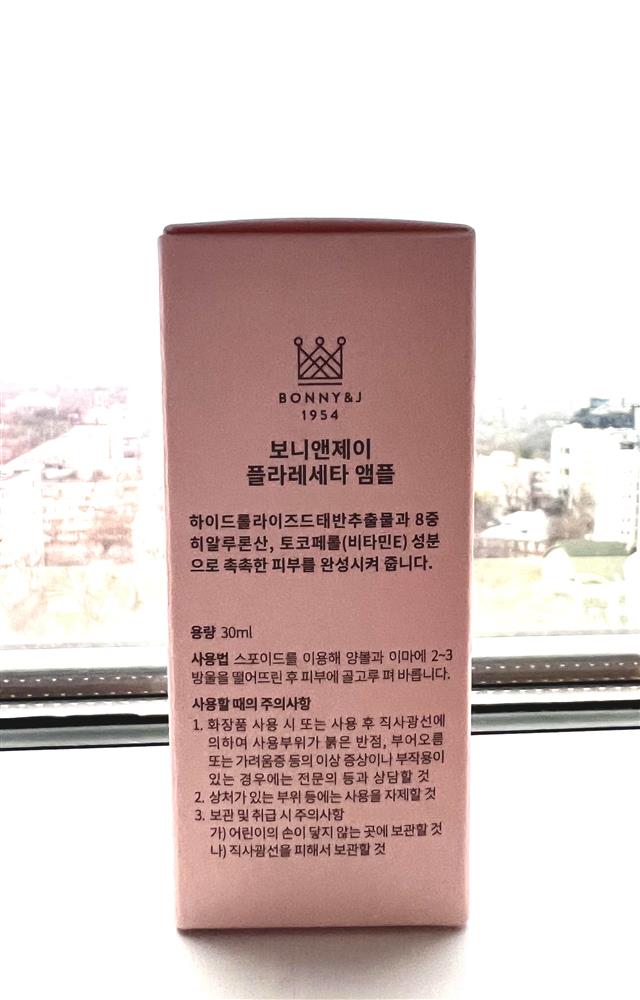 BONNY&J
1954
보니앤제이
플라레세타 앰플
하이드롤라이즈드태반추출물과 8중
히알루론산, 토코페롤(비타민E) 성분
으로 촉촉한 피부를 완성시켜 줍니다.
용량 30ml
사용법 스포이드를 이용해 양볼과 이마에 2~3
방울을 떨어뜨린 후 피부에 골고루 펴 바릅니다.
사용할 때의 주의사항
1. 화장품 사용 시 또는 사용 후 직사광선에
의하여 사용부위가 붉은 반점, 부어오름
또는 가려움증 등의 이상 증상이나 부작용이
있는 경우에는 전문의 등과 상담할 것
2. 상처가 있는 부위 등에는 사용을 자제할 것
3. 보관 및 취급 시 주의사항
가) 어린이의 손이 닿지 않는 곳에 보관할 것
나) 직사광선을 피해서 보관할 것